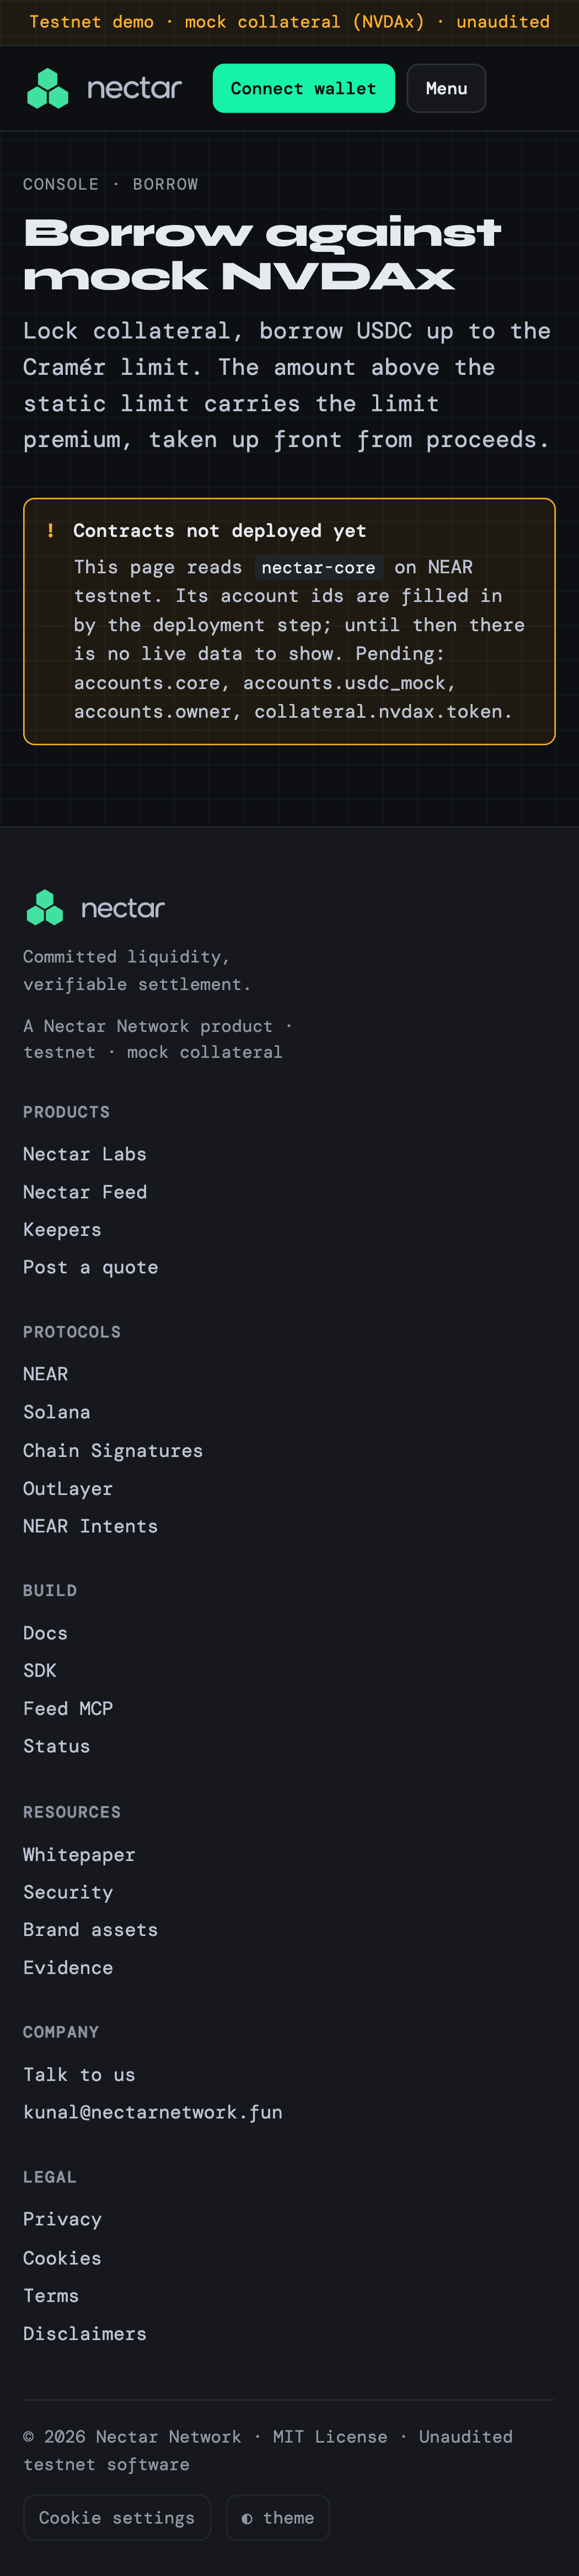 Testnet demo · mock collateral (NVDAx) · unaudited
nectar
Connect wallet
Menu
CONSOLE · BORROW
Borrow against
mock NVDAx
Lock collateral, borrow USDC up to the
Cramér limit. The amount above the
static limit carries the limit
premium, taken up front from proceeds.
! Contracts not deployed yet
This page reads nectar-core on NEAR
testnet. Its account ids are filled in
by the deployment step; until then there
is no live data to show. Pending:
accounts.core, accounts.usdc_mock,
accounts.owner, collateral.nvdax.token.
nectar
Committed liquidity,
verifiable settlement.
A Nectar Network product ·
testnet · mock collateral
PRODUCTS
Nectar Labs
Nectar Feed
Keepers
Post a quote
PROTOCOLS
NEAR
Solana
Chain Signatures
OutLayer
NEAR Intents
BUILD
Docs
SDK
Feed MCP
Status
RESOURCES
Whitepaper
Security
Brand assets
Evidence
COMPANY
Talk to us
kunal@nectarnetwork.fun
LEGAL
Privacy
Cookies
Terms
Disclaimers
© 2026 Nectar Network · MIT License · Unaudited
testnet software
Cookie settings
◐ theme